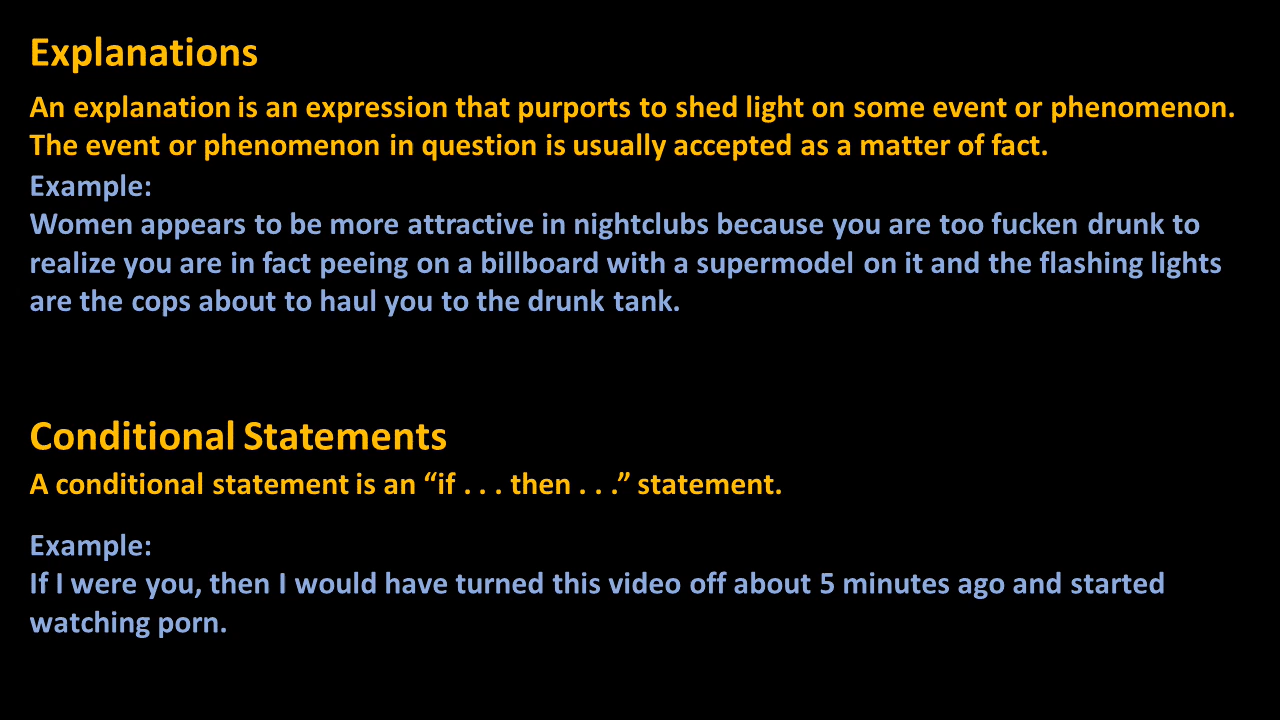 Explanations
An explanation is an expression that purports to shed light on some event or phenomenon.
The event or phenomenon in question is usually accepted as a matter of fact.
Example:
Women appears to be more attractive in nightclubs because you are too fucken drunk to
realize you are in fact peeing on a billboard with a supermodel on it and the flashing lights
are the cops about to haul you to the drunk tank.
Conditional Statements
A conditional statement is an “if . . . then . . .” statement.
Example:
If I were you, then I would have turned this video off about 5 minutes ago and started
watching porn.